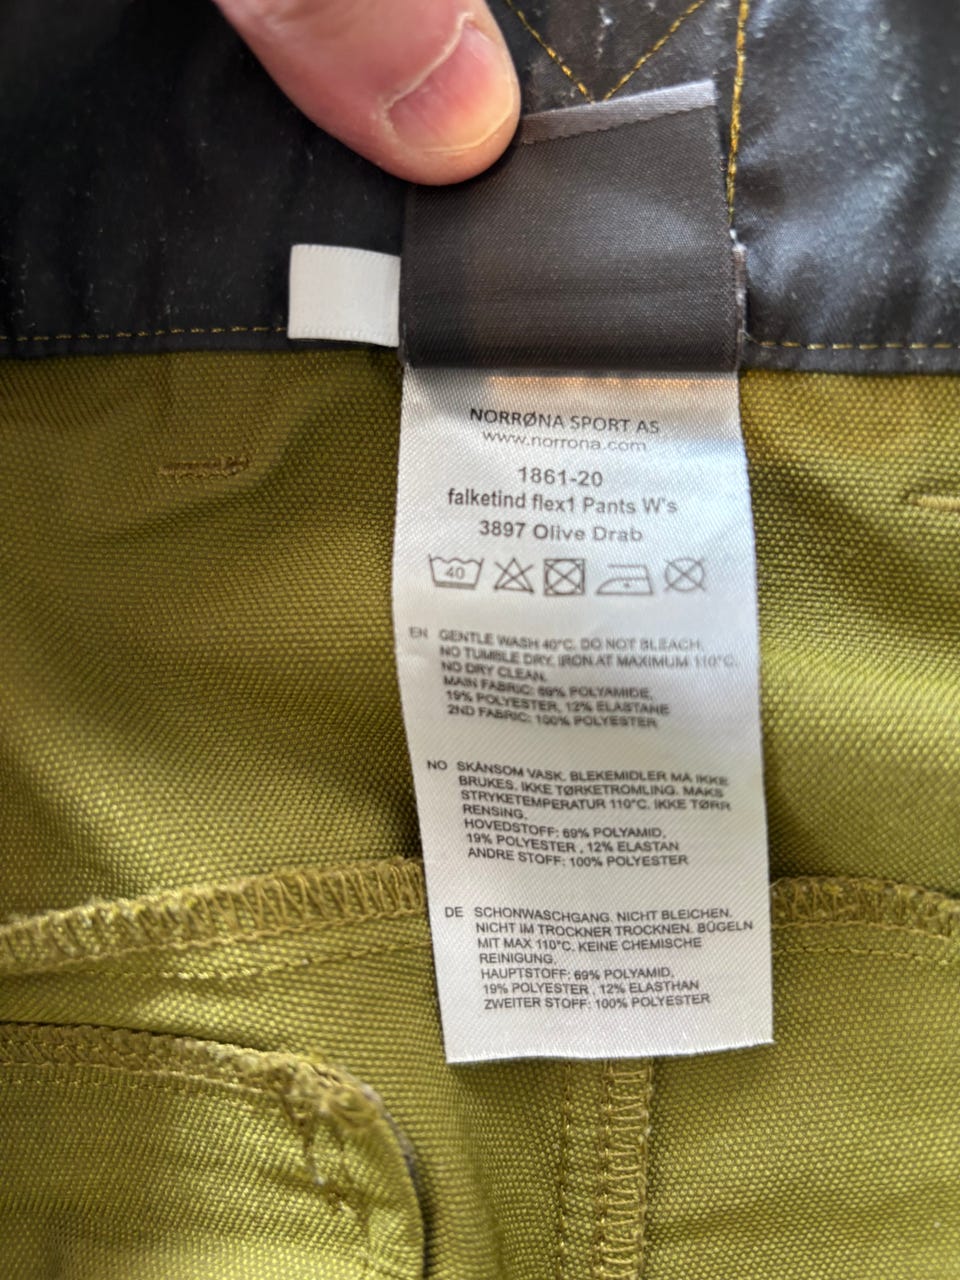 NORRØNA SPORT AS
www.norrona.com
1861-20
falketind flex1 Pants W's
3897 Olive Drab
40
EN GENTLE WASH 40°C. DO NOT BLEACH.
NO TUMBLE DRY. IRON AT MAXIMUM 110°C.
NO DRY CLEAN.
MAIN FABRIC: 69% POLYAMIDE,
19% POLYESTER, 12% ELASTANE
2ND FABRIC: 100% POLYESTER
NO SKÅNSOM VASK. BLEKEMIDLER MÅ IKKE
BRUKES. IKKE TØRKETROMLING. MAKS
STRYKETEMPERATUR 110°C. IKKE TØRR
RENSING.
HOVEDSTOFF: 69% POLYAMID,
19% POLYESTER , 12% ELASTAN
ANDRE STOFF: 100% POLYESTER
DE SCHONWASCHGANG. NICHT BLEICHEN.
NICHT IM TROCKNER TROCKNEN. BÜGELN
MIT MAX 110°C. KEINE CHEMISCHE
REINIGUNG.
HAUPTSTOFF: 69% POLYAMID,
19% POLYESTER , 12% ELASTHAN
ZWEITER STOFF: 100% POLYESTER